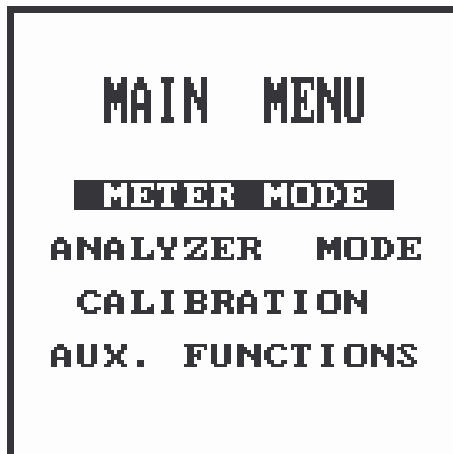 MAIN MENU
METER MODE
ANALYZER MODE
CALIBRATION
AUX. FUNCTIONS